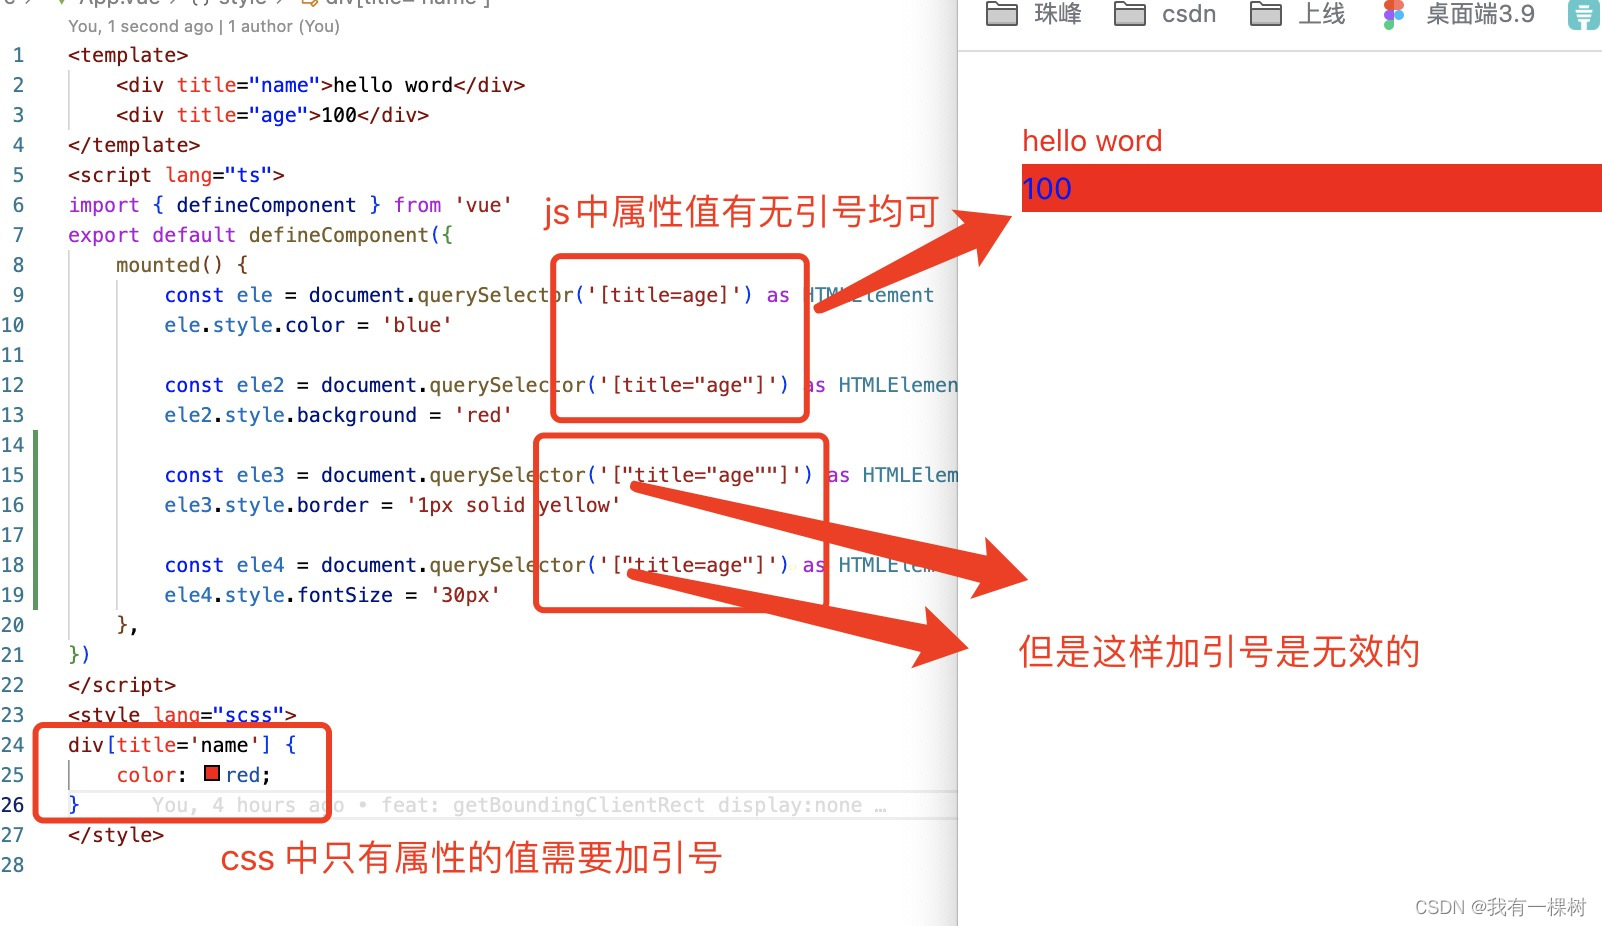 App.vue › {} style › div[title='name']
You, 1 second ago | 1 author (You)
1 <template>
2 <div title="name">hello word</div>
3 <div title="age">100</div>
4 </template>
5 <script lang="ts">
6 import { defineComponent } from 'vue'
7 export default defineComponent({
8 mounted() {
9 const ele = document.querySelector('[title=age]') as HTMLElement
10 ele.style.color = 'blue'
11
12 const ele2 = document.querySelector('[title="age"]') as HTMLElemen
13 ele2.style.background = 'red'
14
15 const ele3 = document.querySelector('["title="age""]') as HTMLElem
16 ele3.style.border = '1px solid yellow'
17
18 const ele4 = document.querySelector('["title=age"]') as HTMLElem
19 ele4.style.fontSize = '30px'
20 },
21 })
22 </script>
23 <style lang="scss">
24 div[title='name'] {
25 color: red;
26 } You, 4 hours ago • feat: getBoundingClientRect display:none …
27 </style>
28
js中属性值有无引号均可
css 中只有属性的值需要加引号
珠峰 csdn 上线 桌面端3.9
hello word
100
但是这样加引号是无效的
CSDN @我有一棵树